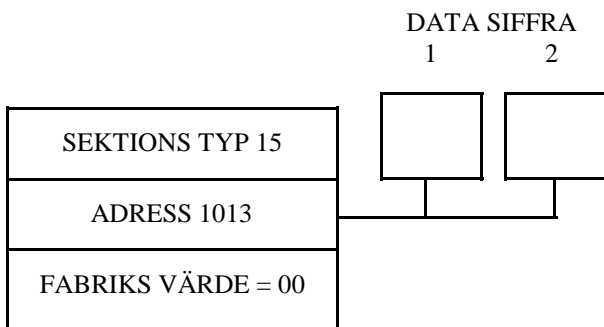 DATA SIFFRA
1 2
SEKTIONS TYP 15
ADRESS 1013
FABRIKS VÄRDE = 00